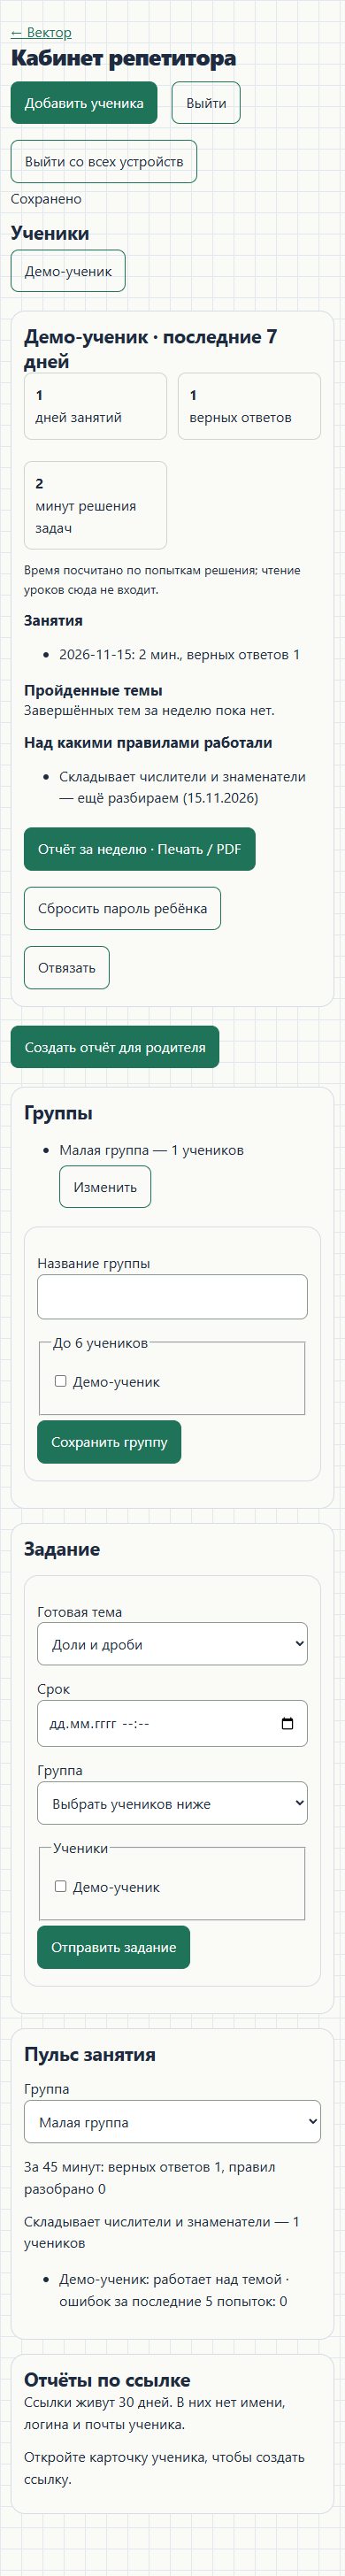 ← Вектор
Кабинет репетитора
Добавить ученика
Выйти
Выйти со всех устройств
Сохранено
Ученики
Демо-ученик
Демо-ученик · последние 7
дней
1
дней занятий
1
верных ответов
2
минут решения
задач
Время посчитано по попыткам решения; чтение
уроков сюда не входит.
Занятия
2026-11-15: 2 мин., верных ответов 1
Пройденные темы
Завершённых тем за неделю пока нет.
Над какими правилами работали
Складывает числители и знаменатели
— ещё разбираем (15.11.2026)
Отчёт за неделю · Печать / PDF
Сбросить пароль ребёнка
Отвязать
Создать отчёт для родителя
Группы
Малая группа — 1 учеников
Изменить
Название группы
До 6 учеников
Демо-ученик
Сохранить группу
Задание
Готовая тема
Доли и дроби
Срок
дд.мм.гггг --:--
Группа
Выбрать учеников ниже
Ученики
Демо-ученик
Отправить задание
Пульс занятия
Группа
Малая группа
За 45 минут: верных ответов 1, правил
разобрано 0
Складывает числители и знаменатели — 1
учеников
Демо-ученик: работает над темой ·
ошибок за последние 5 попыток: 0
Отчёты по ссылке
Ссылки живут 30 дней. В них нет имени,
логина и почты ученика.
Откройте карточку ученика, чтобы создать
ссылку.